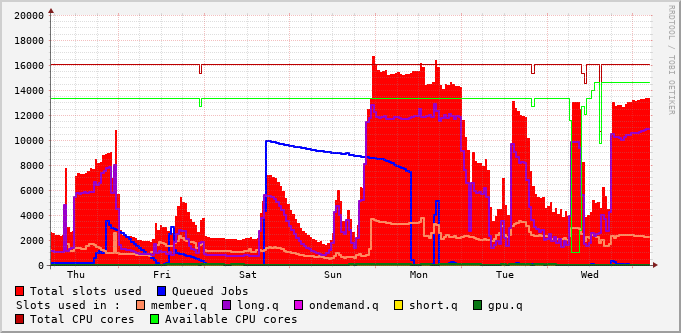 RRDTOOL / TOBI OETIKER
20000
18000
16000
14000
12000
10000
8000
6000
4000
2000
0
Thu Fri Sat Sun Mon Tue Wed
Total slots used Queued Jobs
Slots used in : member.q long.q ondemand.q short.q gpu.q
Total CPU cores Available CPU cores